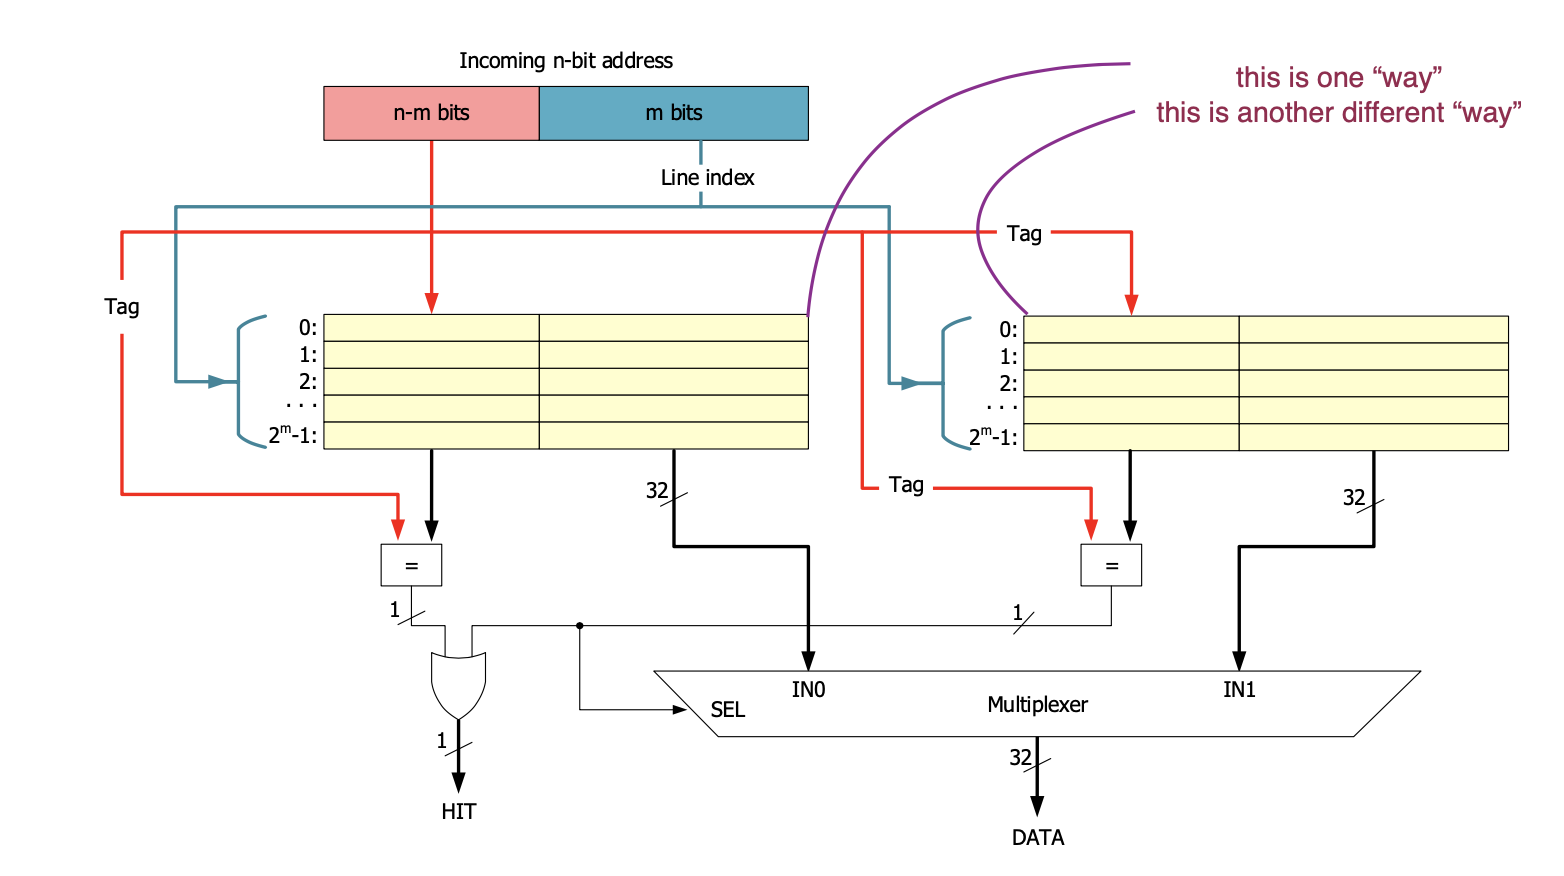 Incoming n-bit address
this is one “way”
this is another different “way”
n-m bits
m bits
Line index
Tag
Tag
0:
1:
2:
. . .
2^m-1:
0:
1:
2:
. . .
2^m-1:
Tag
32
32
=
=
1
1
IN0
IN1
SEL
Multiplexer
1
32
HIT
DATA